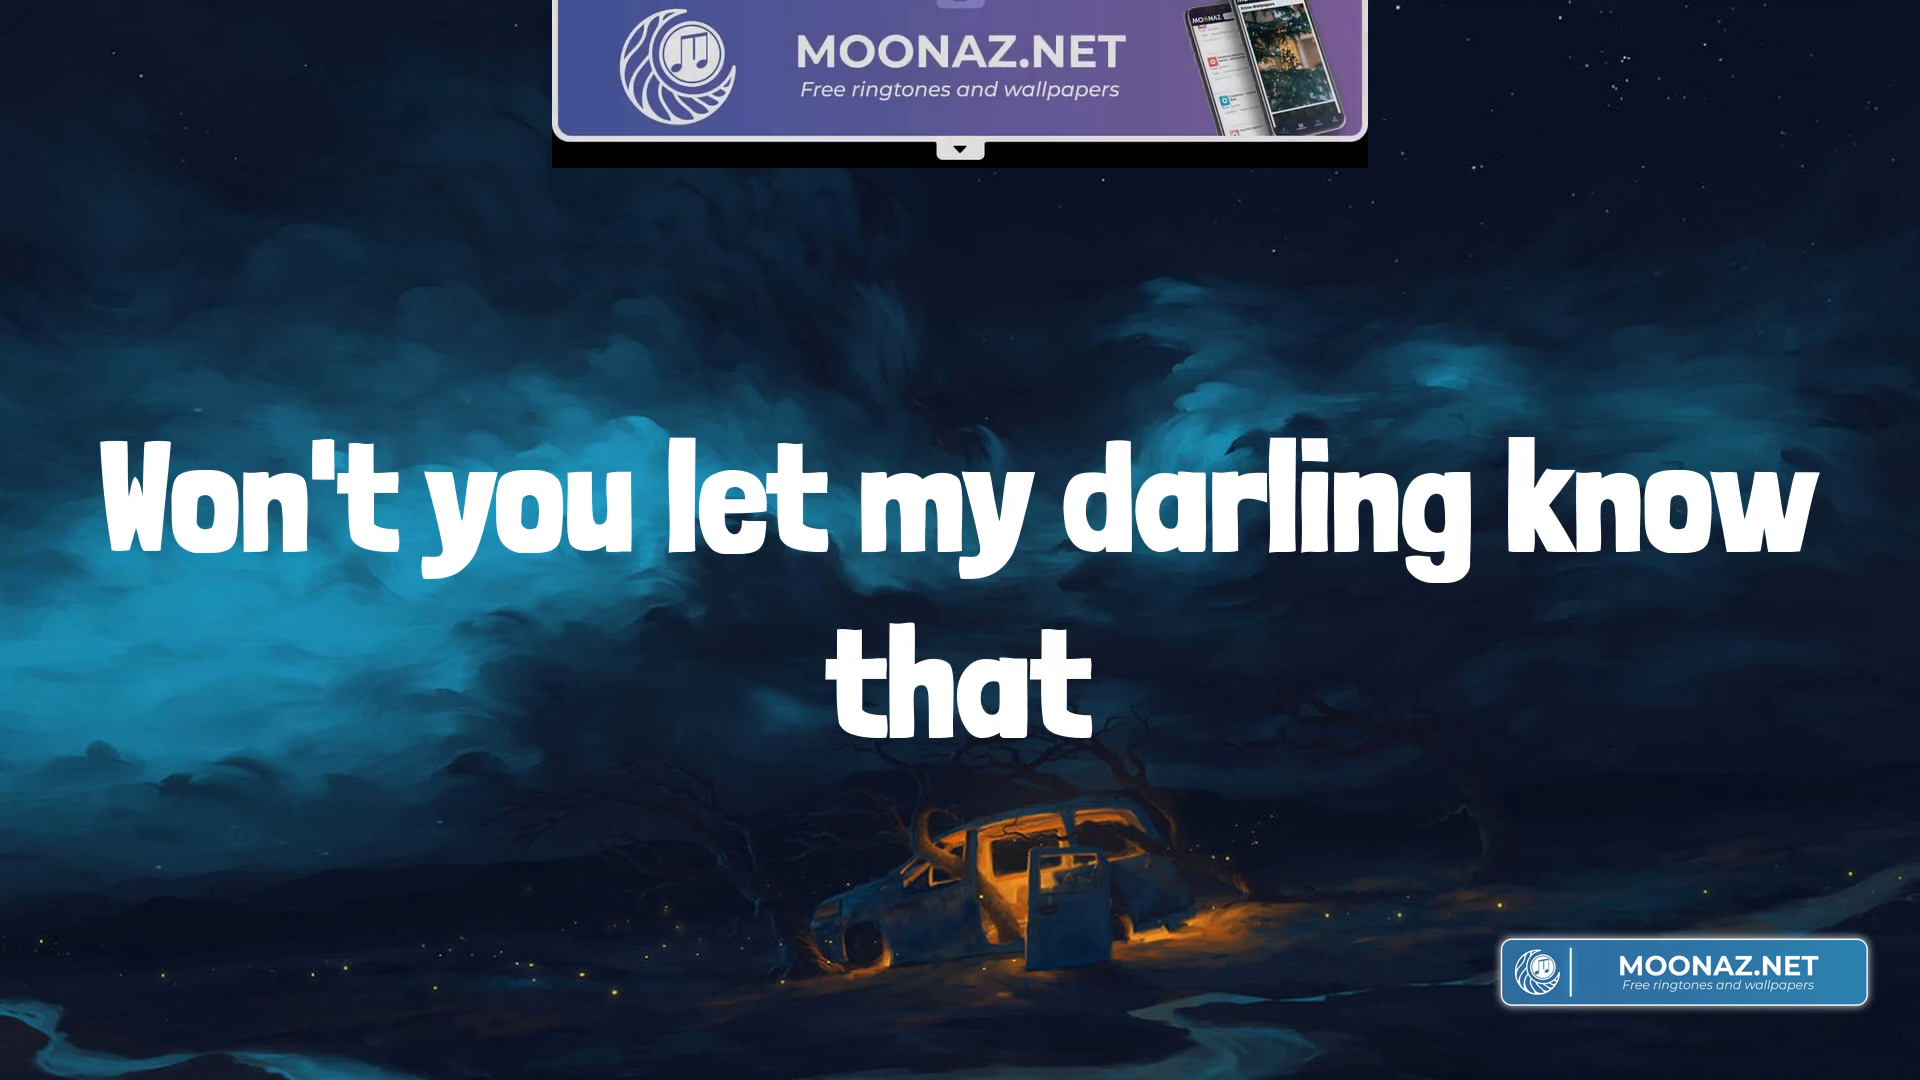 MOONAZ.NET
Free ringtones and wallpapers
Won't you let my darling know
that
MOONAZ.NET
Free ringtones and wallpapers